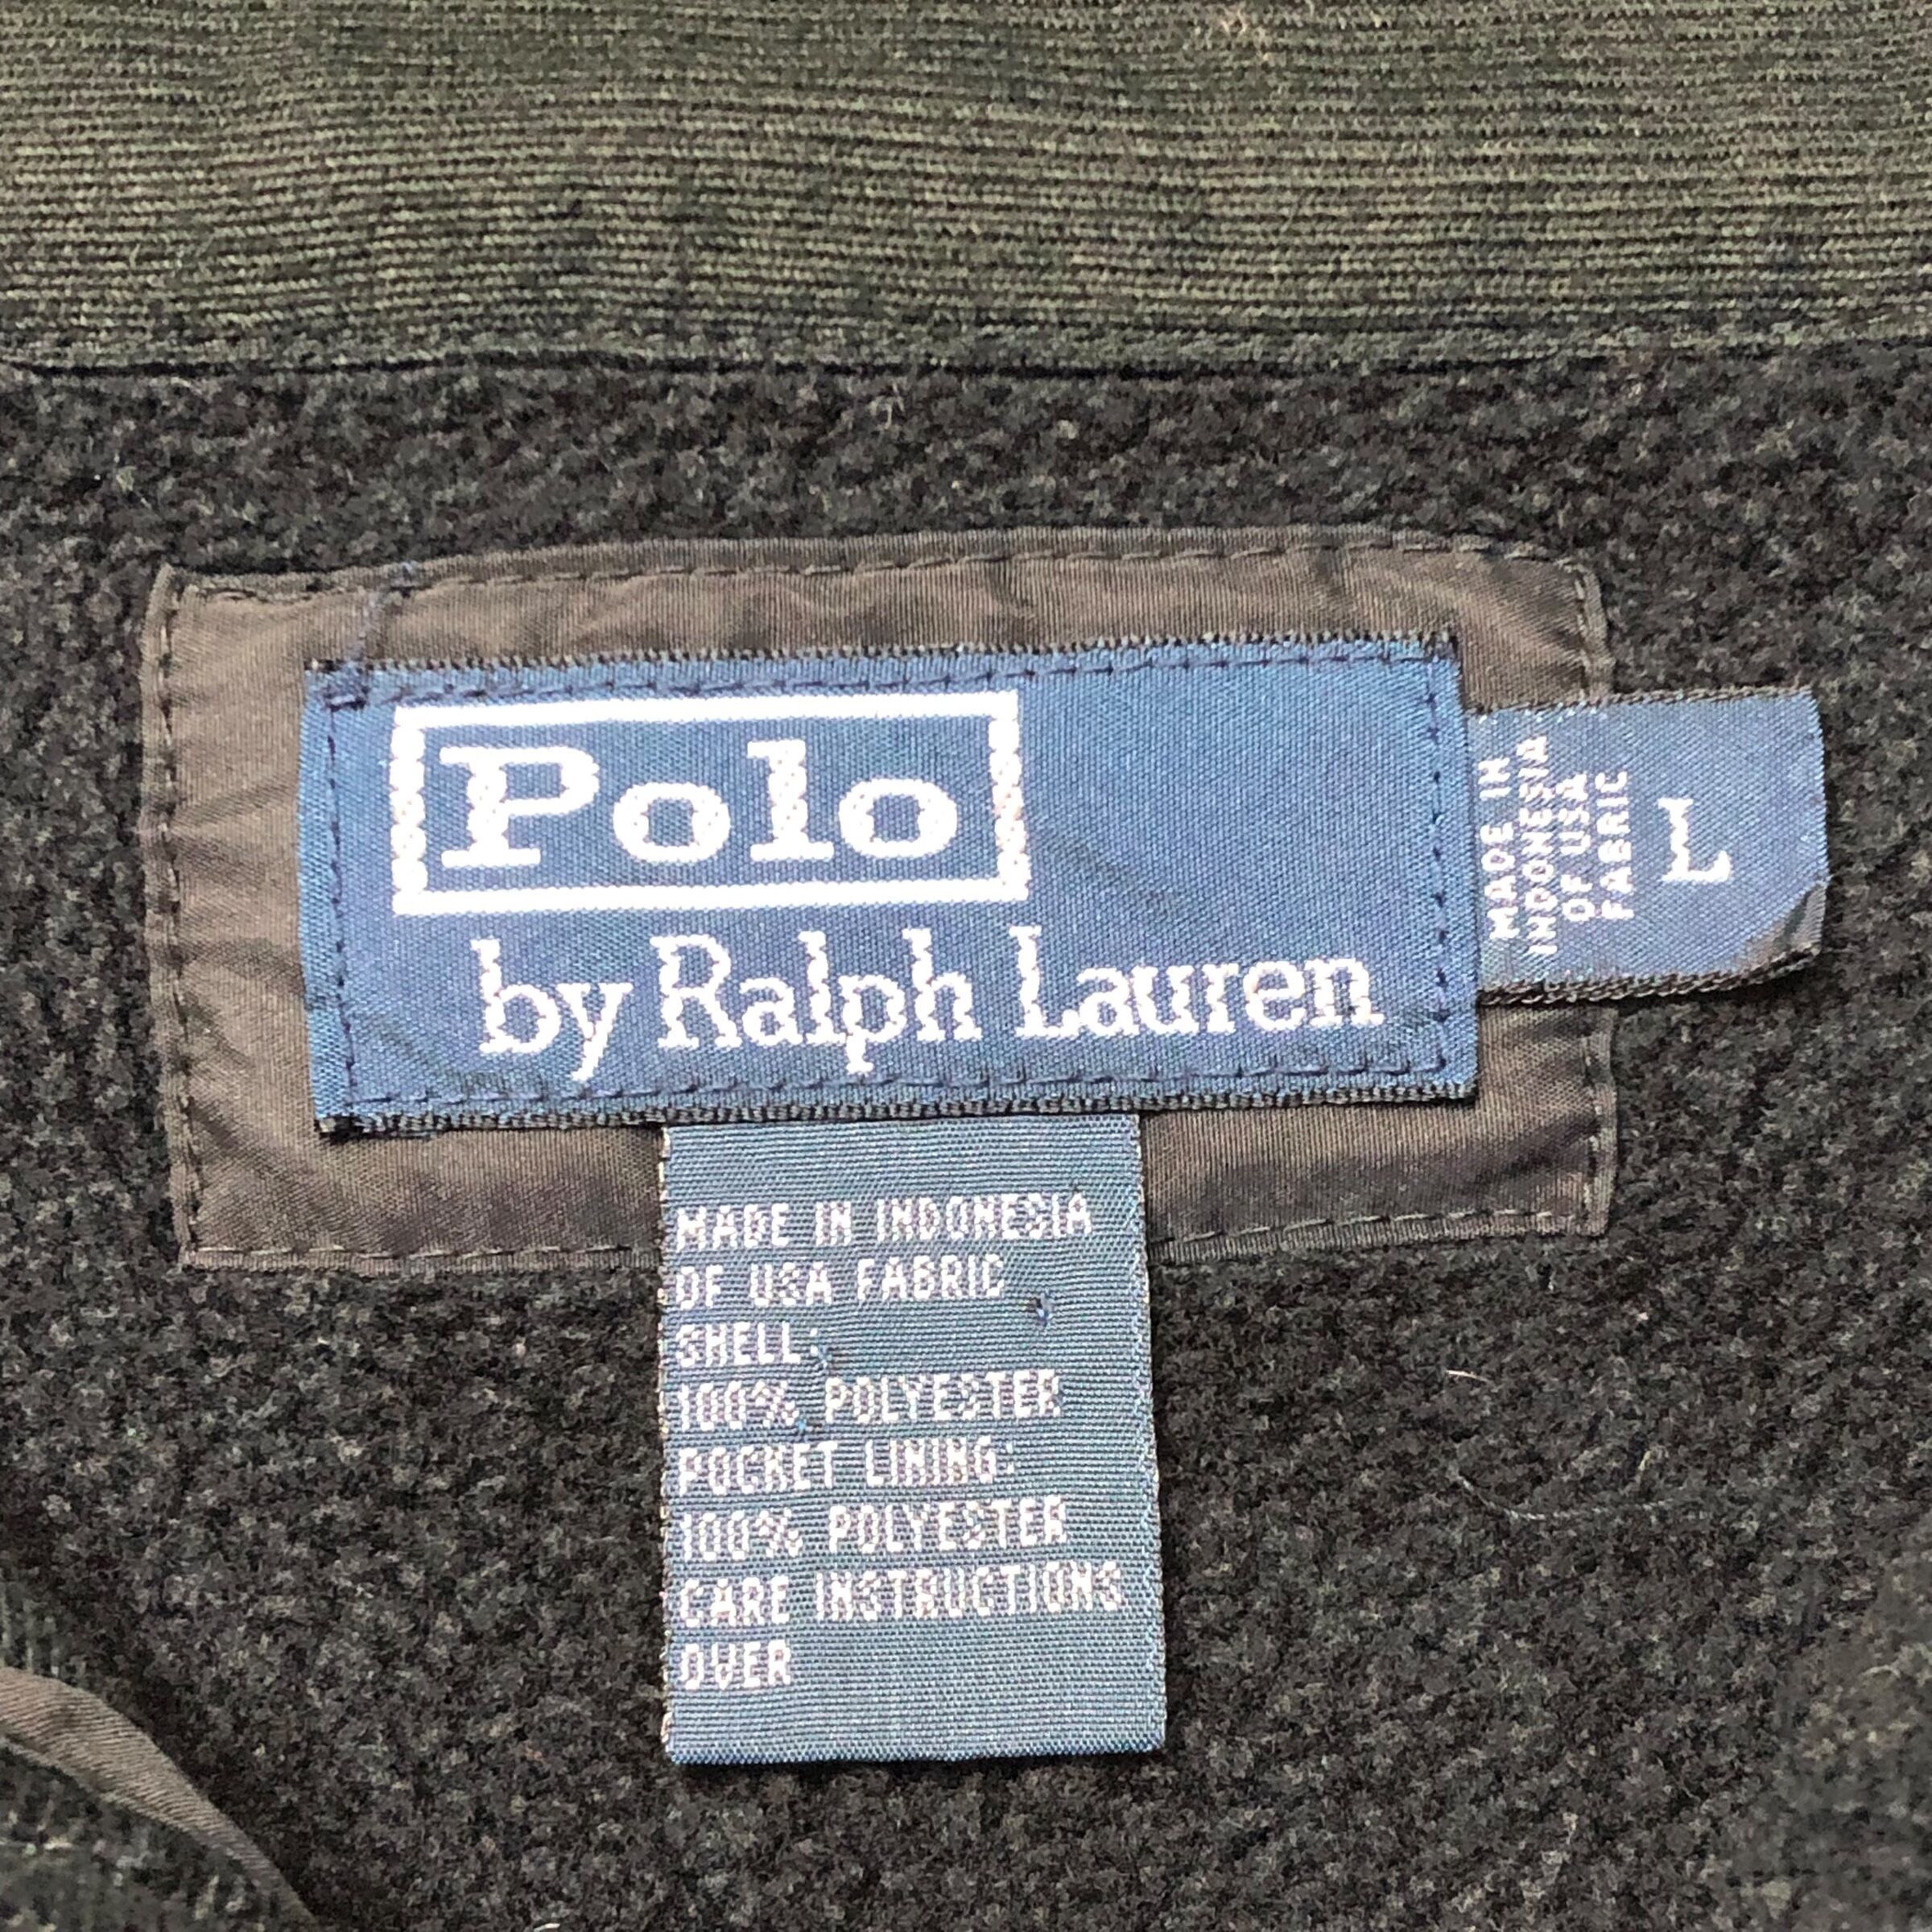 Polo
by Ralph Lauren
MADE IN
INDONESIA
OF USA
FABRIC
L
MADE IN INDONESIA
OF USA FABRIC
SHELL:
100% POLYESTER
POCKET LINING:
100% POLYESTER
CARE INSTRUCTIONS
OVER